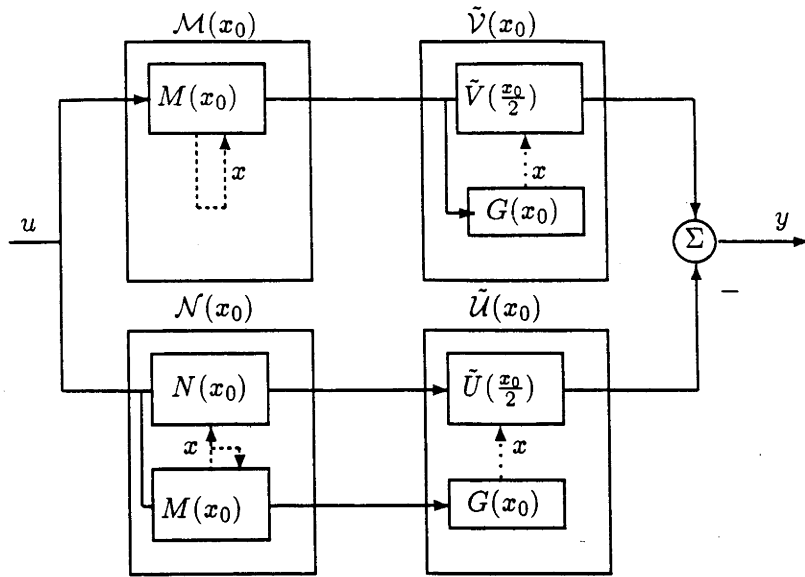 𝓜(x₀) 𝓥̃(x₀)
M(x₀) Ṽ(x₀/2)
x x
G(x₀)
u Σ y
−
𝓝(x₀) 𝓤̃(x₀)
N(x₀) Ũ(x₀/2)
x x
M(x₀) G(x₀)